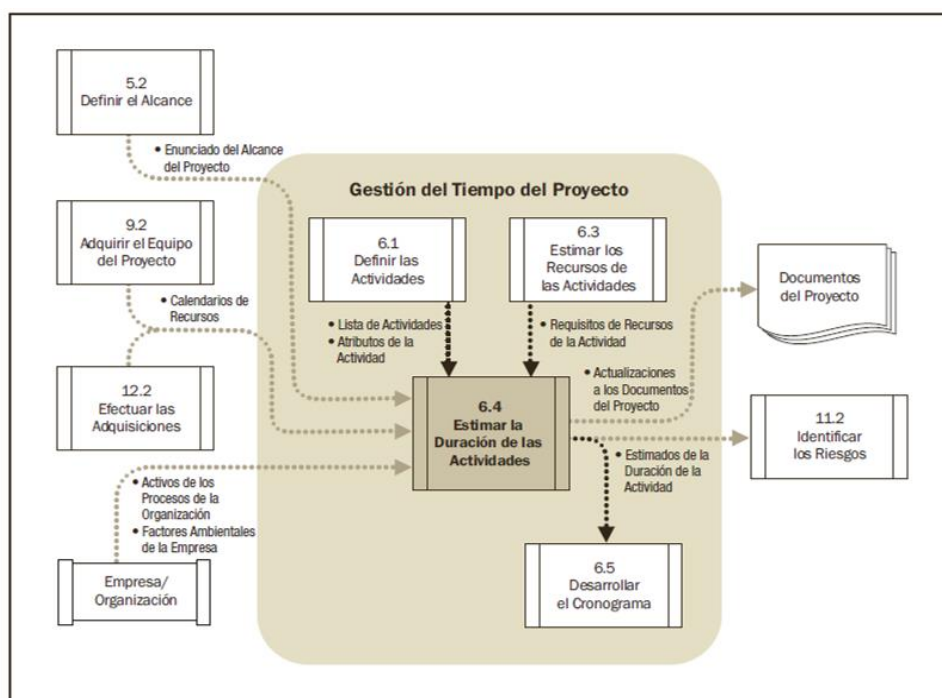 5.2
Definir el Alcance
• Enunciado del Alcance
del Proyecto
Gestión del Tiempo del Proyecto
9.2
Adquirir el Equipo
del Proyecto
6.1
Definir las
Actividades
6.3
Estimar los
Recursos de
las Actividades
Documentos
del Proyecto
• Calendarios de
Recursos
• Lista de Actividades
• Atributos de la
Actividad
• Requisitos de Recursos
de la Actividad
12.2
Efectuar las
Adquisiciones
6.4
Estimar la
Duración de las
Actividades
• Actualizaciones
a los Documentos
del Proyecto
11.2
Identificar
los Riesgos
• Estimados de la
Duración de la
Actividad
• Activos de los
Procesos de la
Organización
• Factores Ambientales
de la Empresa
Empresa/
Organización
6.5
Desarrollar
el Cronograma